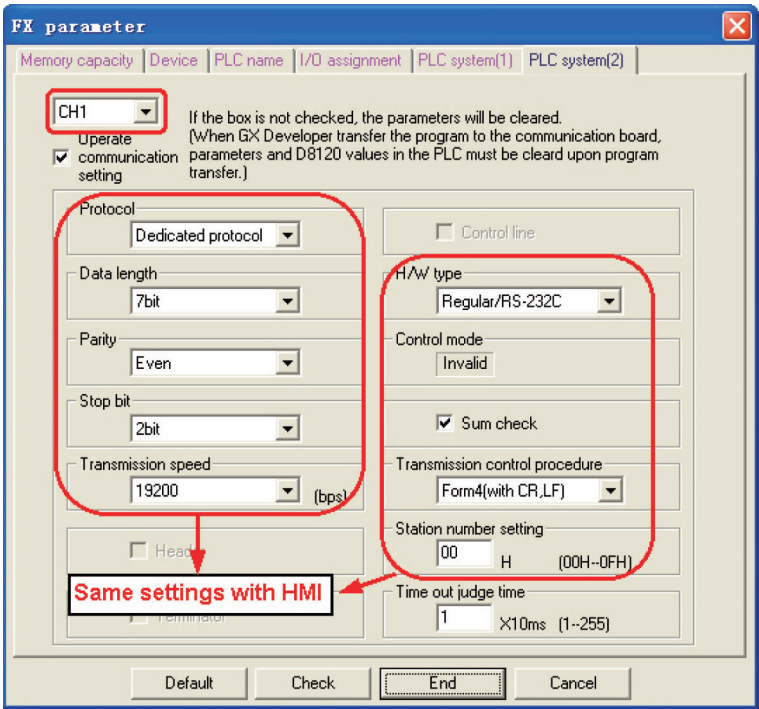 FX parameter
Memory capacity Device PLC name I/O assignment PLC system(1) PLC system(2)
CH1
If the box is not checked, the parameters will be cleared.
Operate communication setting
(When GX Developer transfer the program to the communication board,
parameters and D8120 values in the PLC must be cleard upon program
transfer.)
Protocol
Dedicated protocol
Control line
Data length
7bit
H/W type
Regular/RS-232C
Parity
Even
Control mode
Invalid
Stop bit
2bit
Sum check
Transmission speed
19200 (bps)
Transmission control procedure
Form4(with CR,LF)
Station number setting
00 H (00H--0FH)
Same settings with HMI
Terminator
Time out judge time
1 X10ms (1--255)
Default Check End Cancel